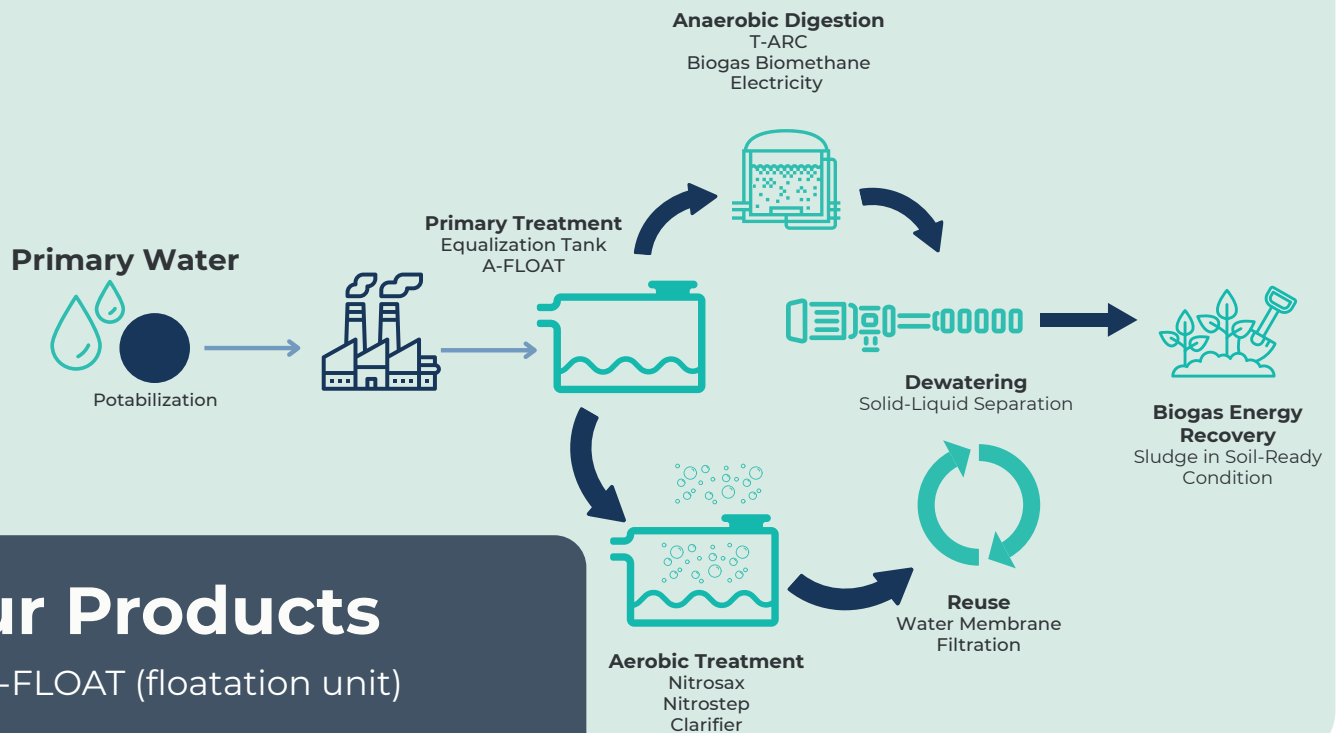 Anaerobic Digestion
T-ARC
Biogas Biomethane
Electricity
Primary Treatment
Equalization Tank
A-FLOAT
Primary Water
Potabilization
Dewatering
Solid-Liquid Separation
Biogas Energy
Recovery
Sludge in Soil-Ready
Condition
Reuse
Water Membrane
Filtration
Aerobic Treatment
Nitrosax
Nitrostep
Clarifier
Products
-FLOAT (floatation unit)